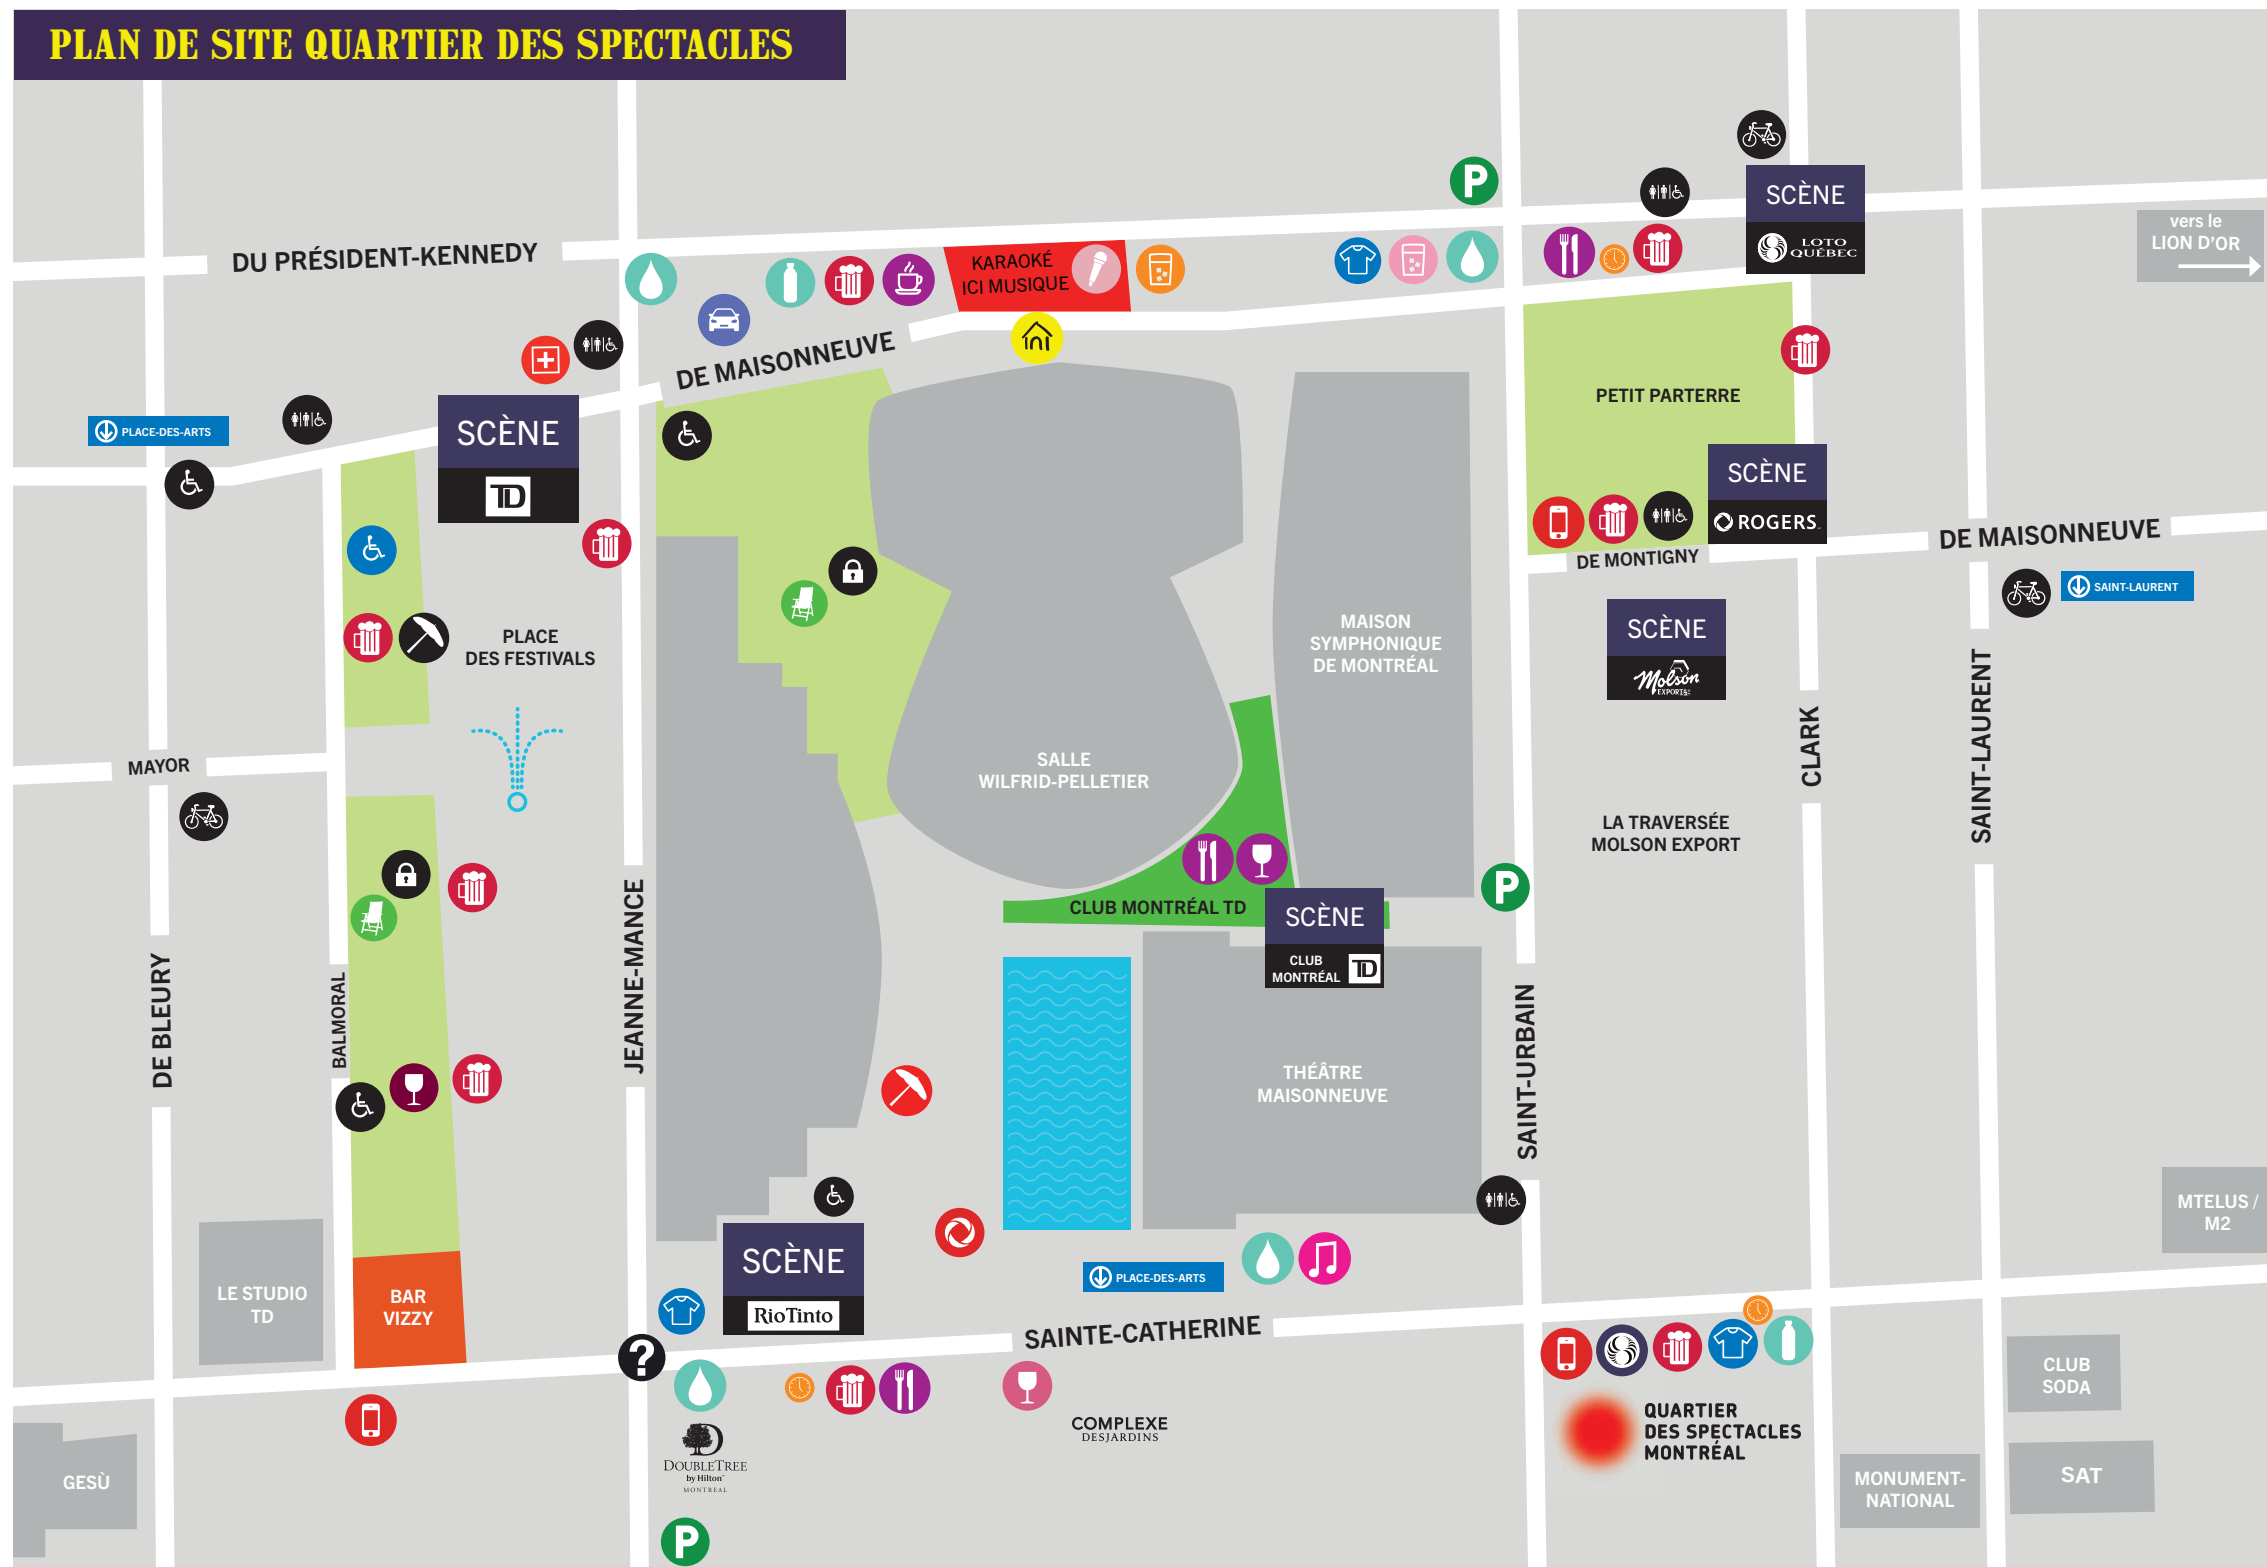 PLAN DE SITE QUARTIER DES SPECTACLES
P
SCÈNE
LOTO
QUÉBEC
vers le
LION D'OR
DU PRÉSIDENT-KENNEDY
KARAOKÉ
ICI MUSIQUE
DE MAISONNEUVE
PETIT PARTERRE
PLACE-DES-ARTS
SCÈNE
TD
SCÈNE
ROGERS
DE MAISONNEUVE
DE MONTIGNY
SAINT-LAURENT
PLACE
DES FESTIVALS
MAISON
SYMPHONIQUE
DE MONTRÉAL
SCÈNE
Molson
EXPORT
SAINT-LAURENT
CLARK
MAYOR
SALLE
WILFRID-PELLETIER
LA TRAVERSÉE
MOLSON EXPORT
P
CLUB MONTRÉAL TD
SCÈNE
CLUB
MONTRÉAL TD
DE BLEURY
BALMORAL
JEANNE-MANCE
SAINT-URBAIN
THÉÂTRE
MAISONNEUVE
MTELUS /
M2
LE STUDIO
TD
BAR
VIZZY
SCÈNE
RioTinto
PLACE-DES-ARTS
SAINTE-CATHERINE
?
CLUB
SODA
COMPLEXE
DESJARDINS
QUARTIER
DES SPECTACLES
MONTRÉAL
D
DOUBLETREE
by Hilton™
MONTREAL
GESÙ
MONUMENT-
NATIONAL
SAT
P